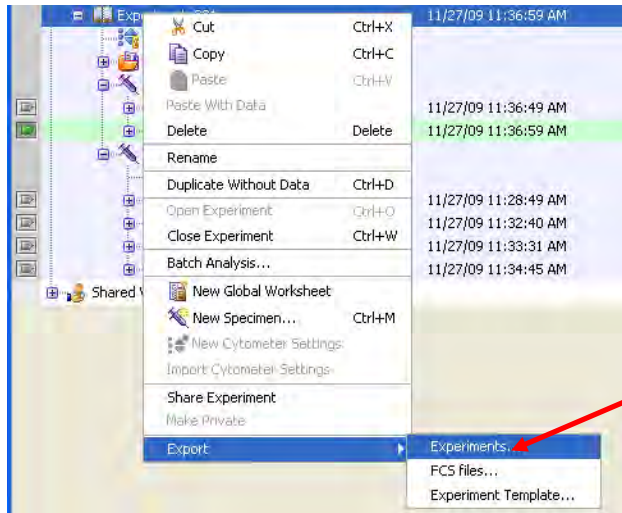 11/27/09 11:36:59 AM
Cut Ctrl+X
Copy Ctrl+C
Paste Ctrl+V
Paste With Data
11/27/09 11:36:49 AM
Delete Delete
11/27/09 11:36:59 AM
Rename
Duplicate Without Data Ctrl+D
11/27/09 11:28:49 AM
Open Experiment Ctrl+O
11/27/09 11:32:40 AM
Close Experiment Ctrl+W
11/27/09 11:33:31 AM
Batch Analysis...
11/27/09 11:34:45 AM
Shared
New Global Worksheet
New Specimen... Ctrl+M
New Cytometer Settings
Import Cytometer Settings
Share Experiment
Make Private
Export
Experiments...
FCS files...
Experiment Template...